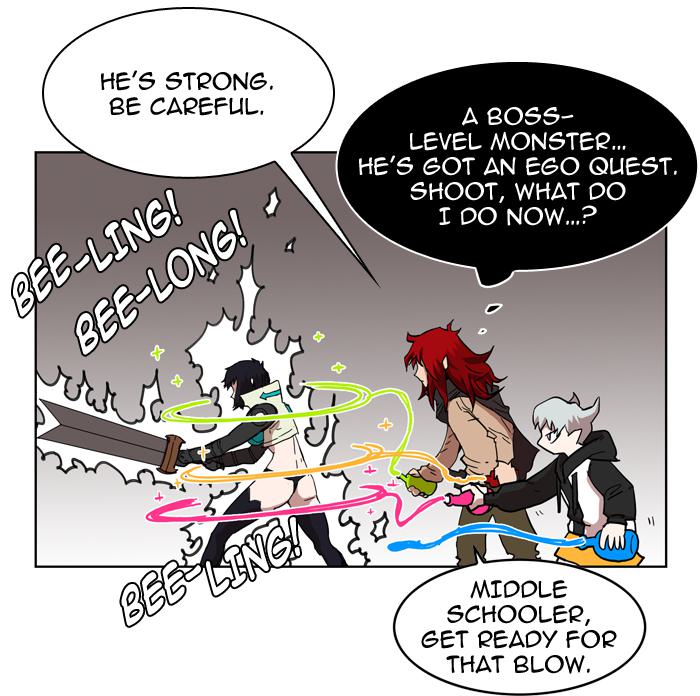 HE'S STRONG.
BE CAREFUL.
A BOSS-
LEVEL MONSTER...
HE'S GOT AN EGO QUEST.
SHOOT, WHAT DO
I DO NOW...?
BEE-LING!
BEE-LONG!
BEE-LING!
MIDDLE
SCHOOLER,
GET READY FOR
THAT BLOW.